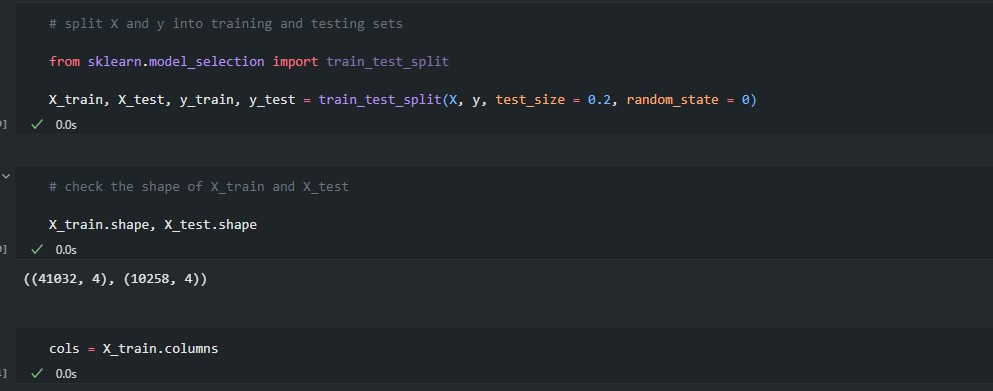 # split X and y into training and testing sets
from sklearn.model_selection import train_test_split
X_train, X_test, y_train, y_test = train_test_split(X, y, test_size = 0.2, random_state = 0)
0.0s
# check the shape of X_train and X_test
X_train.shape, X_test.shape
0.0s
((41032, 4), (10258, 4))
cols = X_train.columns
0.0s